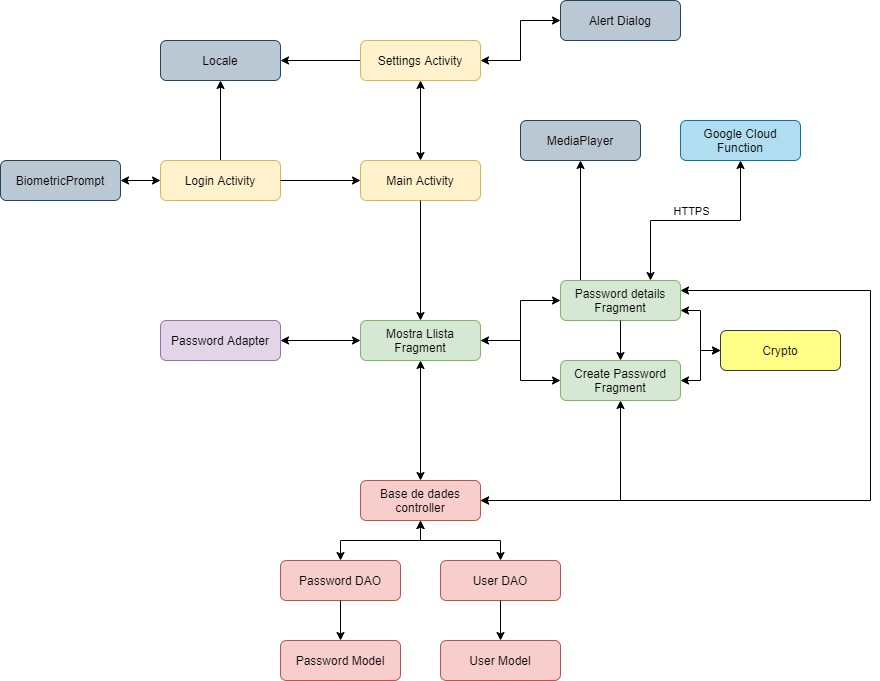 Alert Dialog
Locale
Settings Activity
MediaPlayer
Google Cloud
Function
BiometricPrompt
Login Activity
Main Activity
HTTPS
Password details
Fragment
Password Adapter
Mostra Llista
Fragment
Crypto
Create Password
Fragment
Base de dades
controller
Password DAO
User DAO
Password Model
User Model